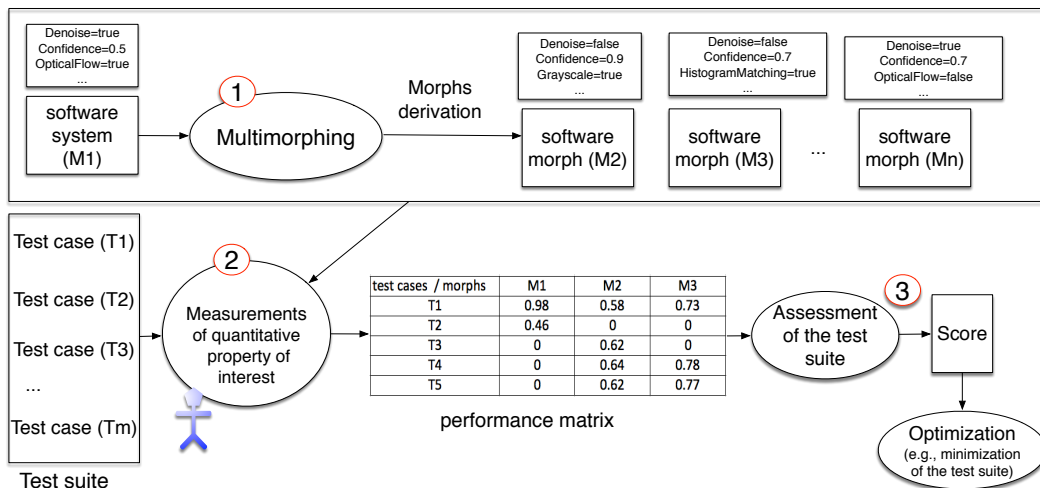 Denoise=true
Confidence=0.5
OpticalFlow=true
...
software
system
(M1)
1
Multimorphing
Morphs
derivation
Denoise=false
Confidence=0.9
Grayscale=true
...
software
morph (M2)
Denoise=false
Confidence=0.7
HistogramMatching=true
...
software
morph (M3)
...
Denoise=true
Confidence=0.7
OpticalFlow=false
...
software
morph (Mn)
Test case (T1)
Test case (T2)
Test case (T3)
...
Test case (Tm)
Test suite
2
Measurements
of quantitative
property of
interest
test cases / morphs M1 M2 M3
T1 0.98 0.58 0.73
T2 0.46 0 0
T3 0 0.62 0
T4 0 0.64 0.78
T5 0 0.62 0.77
performance matrix
3
Assessment
of the test
suite
Score
Optimization
(e.g., minimization
of the test suite)